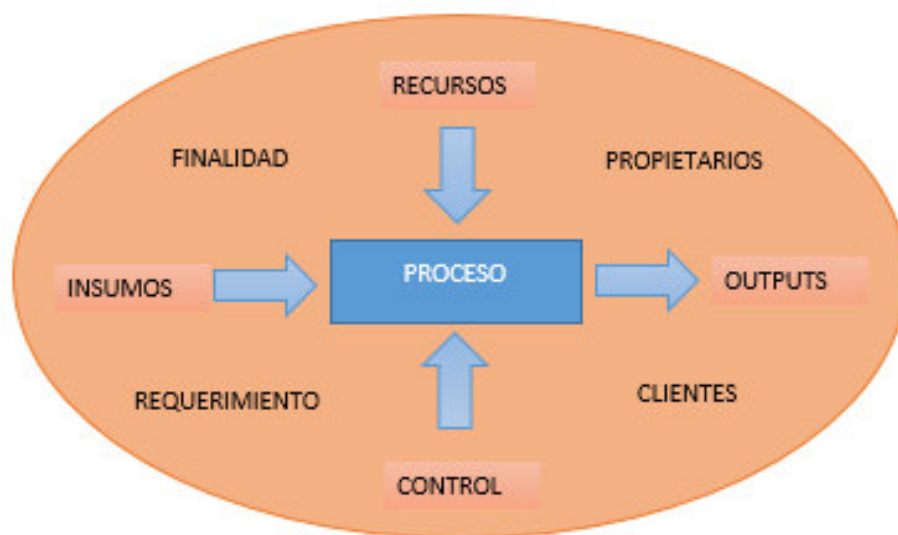 RECURSOS
FINALIDAD
PROPIETARIOS
PROCESO
INSUMOS
OUTPUTS
REQUERIMIENTO
CLIENTES
CONTROL